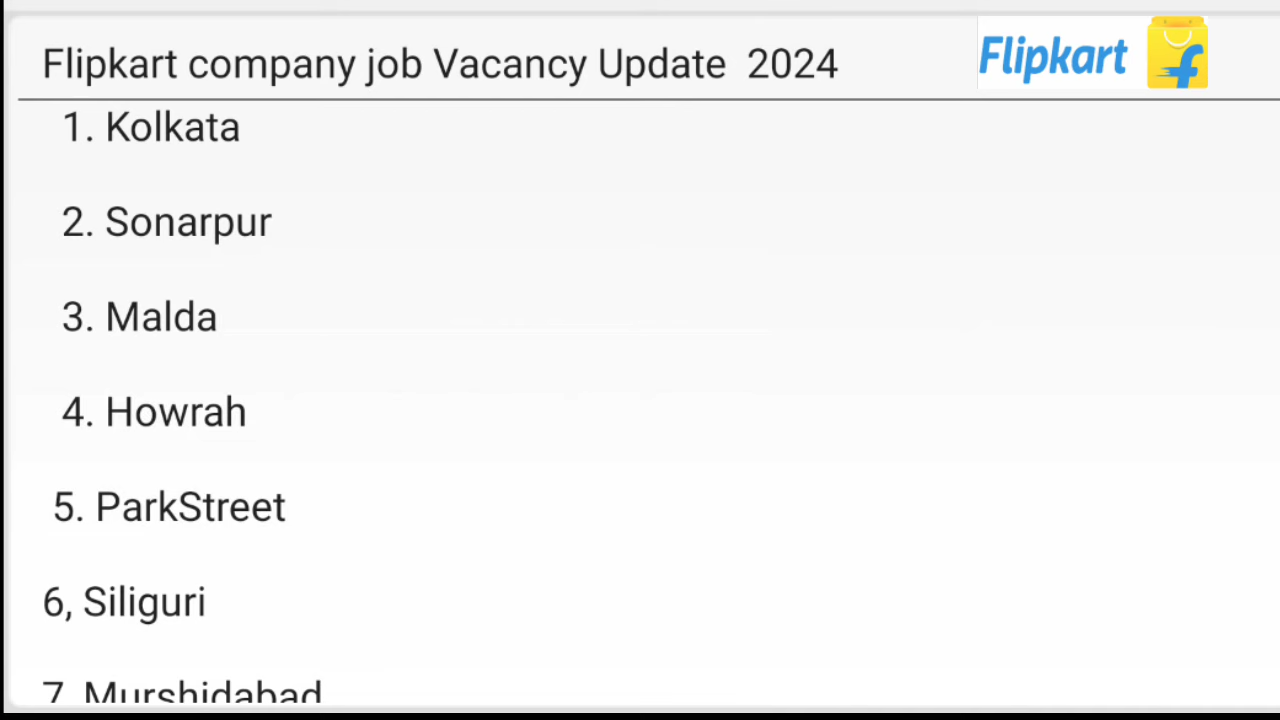 Flipkart company job Vacancy Update 2024
Flipkart
1. Kolkata
2. Sonarpur
3. Malda
4. Howrah
5. ParkStreet
6, Siliguri
7. Murshidabad